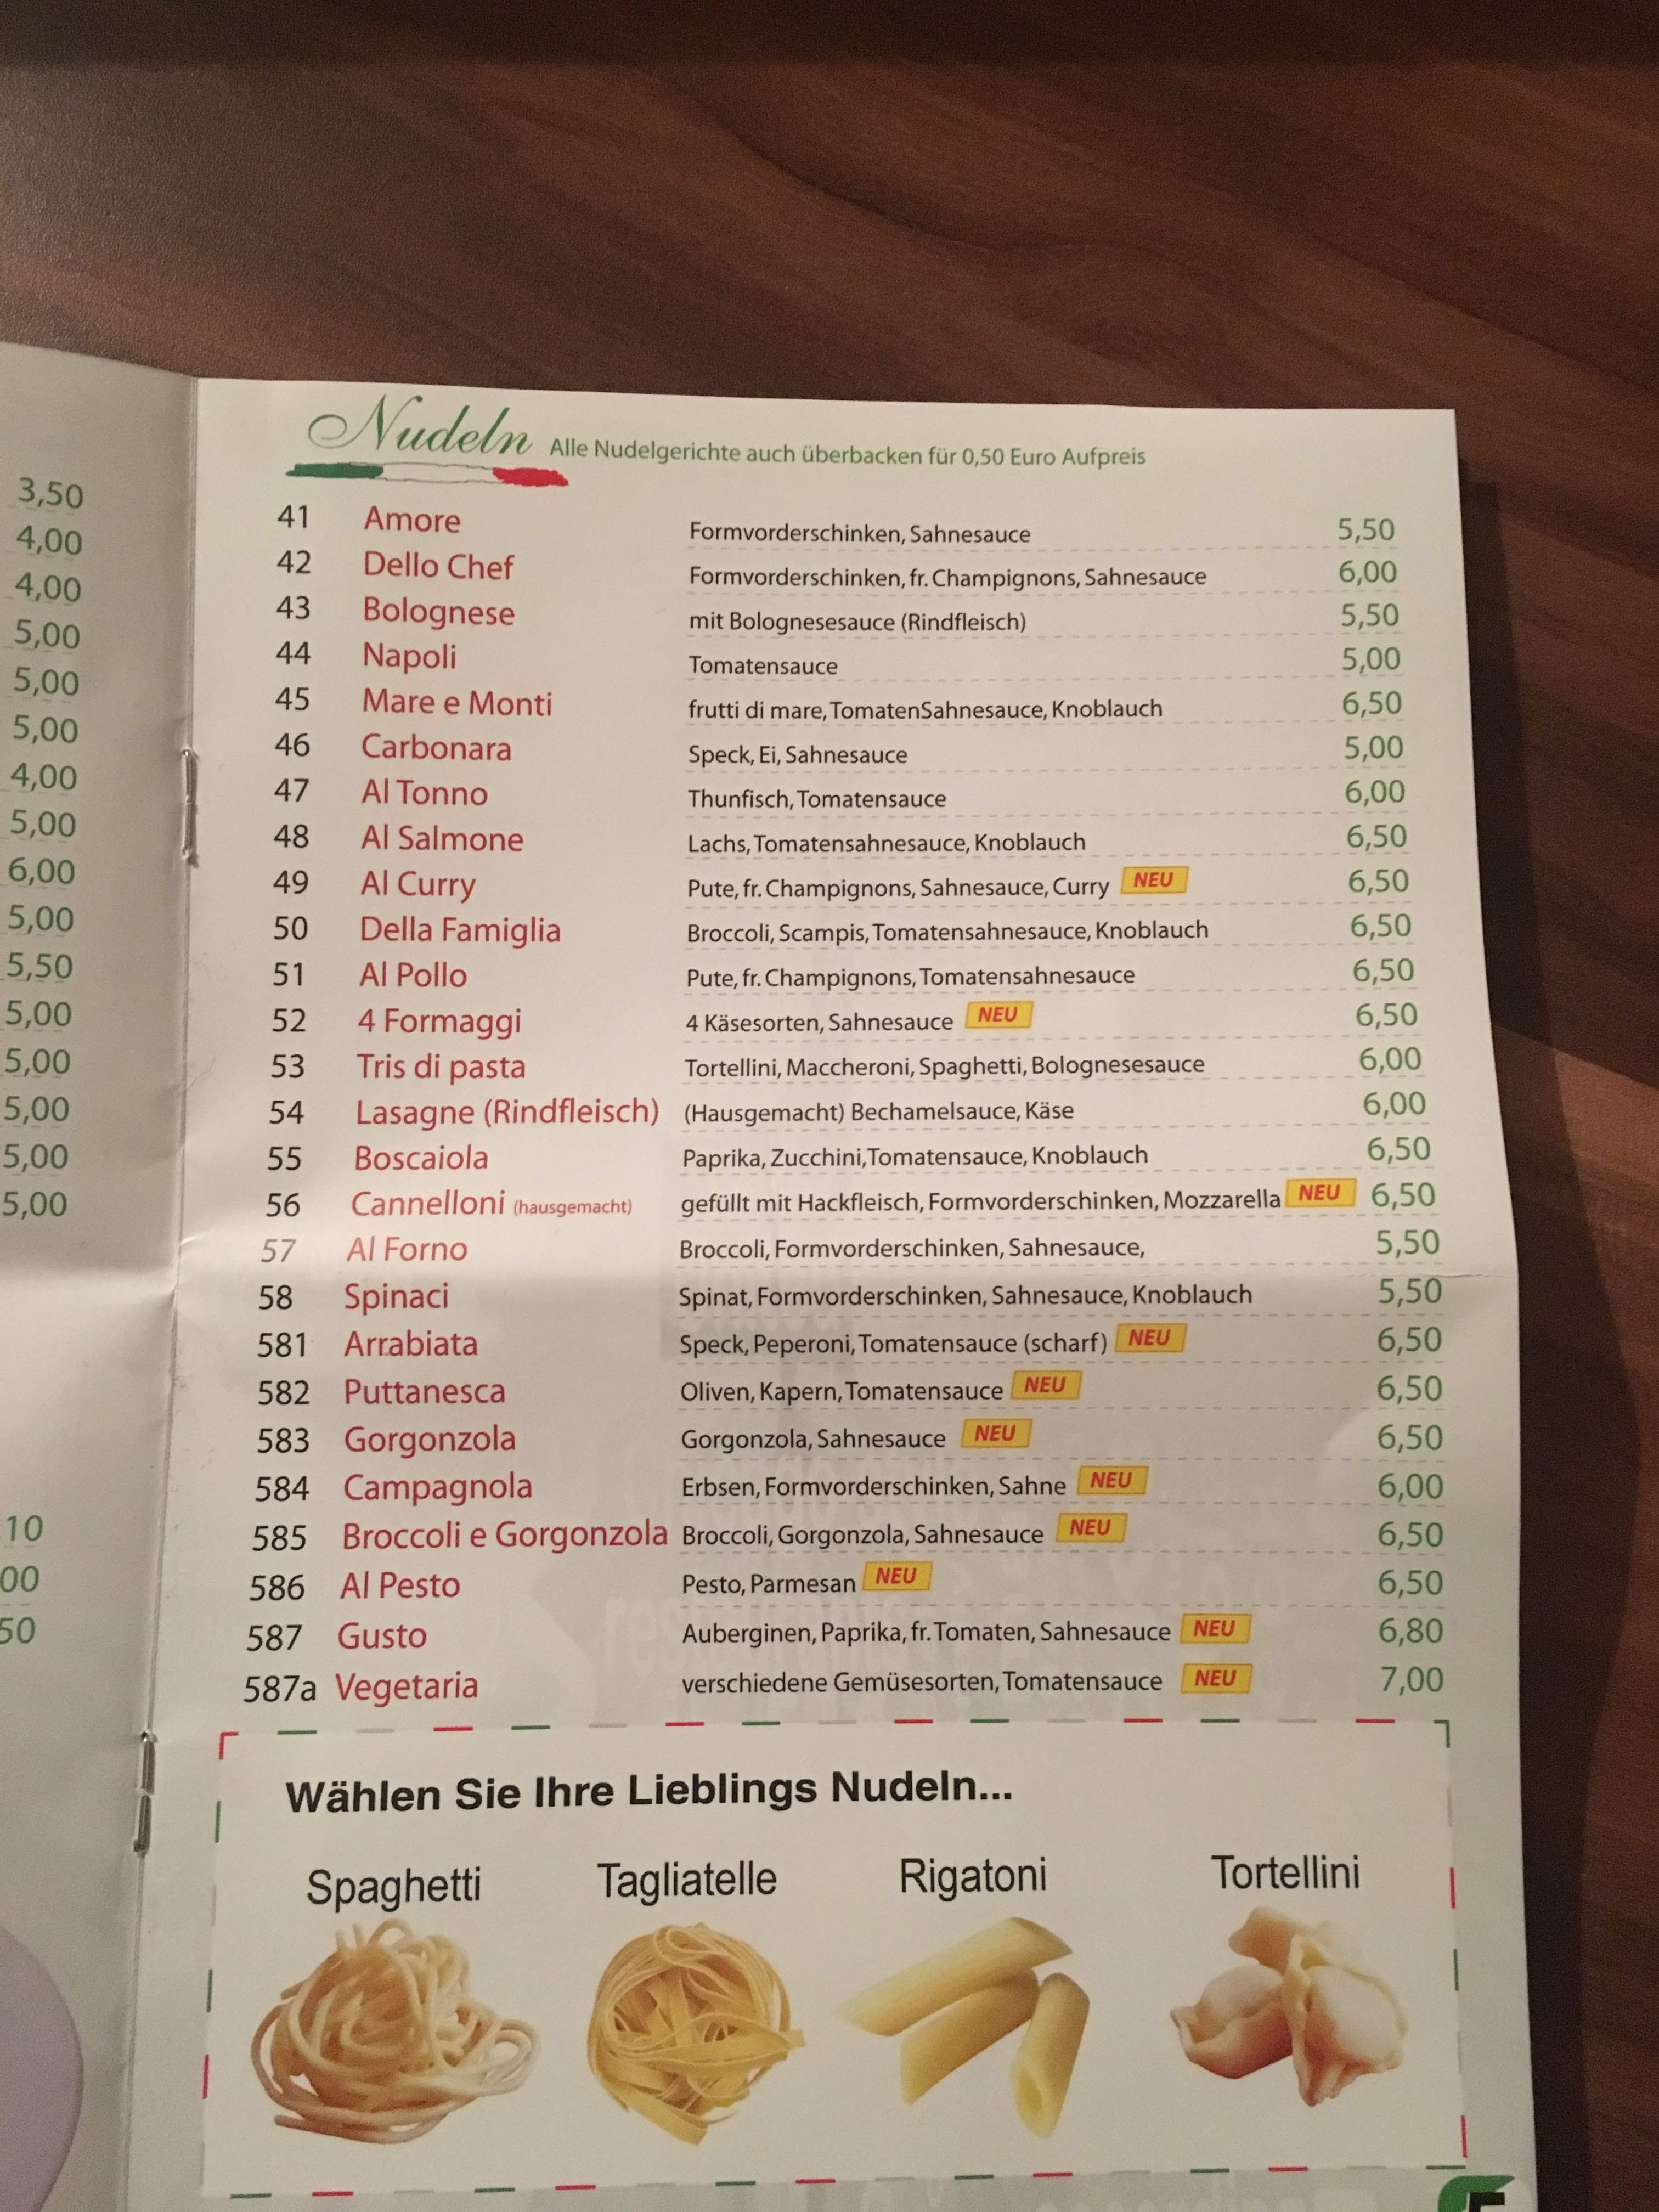 3,50
4,00
4,00
5,00
5,00
5,00
4,00
5,00
6,00
5,00
5,50
5,00
5,00
5,00
5,00
5,00
10
00
50
Nudeln Alle Nudelgerichte auch überbacken für 0,50 Euro Aufpreis
41 Amore Formvorderschinken, Sahnesauce 5,50
42 Dello Chef Formvorderschinken, fr. Champignons, Sahnesauce 6,00
43 Bolognese mit Bolognesesauce (Rindfleisch) 5,50
44 Napoli Tomatensauce 5,00
45 Mare e Monti frutti di mare, TomatenSahnesauce, Knoblauch 6,50
46 Carbonara Speck, Ei, Sahnesauce 5,00
47 Al Tonno Thunfisch, Tomatensauce 6,00
48 Al Salmone Lachs, Tomatensahnesauce, Knoblauch 6,50
49 Al Curry Pute, fr. Champignons, Sahnesauce, Curry NEU 6,50
50 Della Famiglia Broccoli, Scampis, Tomatensahnesauce, Knoblauch 6,50
51 Al Pollo Pute, fr. Champignons, Tomatensahnesauce 6,50
52 4 Formaggi 4 Käsesorten, Sahnesauce NEU 6,50
53 Tris di pasta Tortellini, Maccheroni, Spaghetti, Bolognesesauce 6,00
54 Lasagne (Rindfleisch) (Hausgemacht) Bechamelsauce, Käse 6,00
55 Boscaiola Paprika, Zucchini,Tomatensauce, Knoblauch 6,50
56 Cannelloni (hausgemacht) gefüllt mit Hackfleisch, Formvorderschinken, Mozzarella NEU 6,50
57 Al Forno Broccoli, Formvorderschinken, Sahnesauce, 5,50
58 Spinaci Spinat, Formvorderschinken, Sahnesauce, Knoblauch 5,50
581 Arrabiata Speck, Peperoni, Tomatensauce (scharf) NEU 6,50
582 Puttanesca Oliven, Kapern, Tomatensauce NEU 6,50
583 Gorgonzola Gorgonzola, Sahnesauce NEU 6,50
584 Campagnola Erbsen, Formvorderschinken, Sahne NEU 6,00
585 Broccoli e Gorgonzola Broccoli, Gorgonzola, Sahnesauce NEU 6,50
586 Al Pesto Pesto, Parmesan NEU 6,50
587 Gusto Auberginen, Paprika, fr. Tomaten, Sahnesauce NEU 6,80
587a Vegetaria verschiedene Gemüsesorten, Tomatensauce NEU 7,00
Wählen Sie Ihre Lieblings Nudeln...
Spaghetti Tagliatelle Rigatoni Tortellini